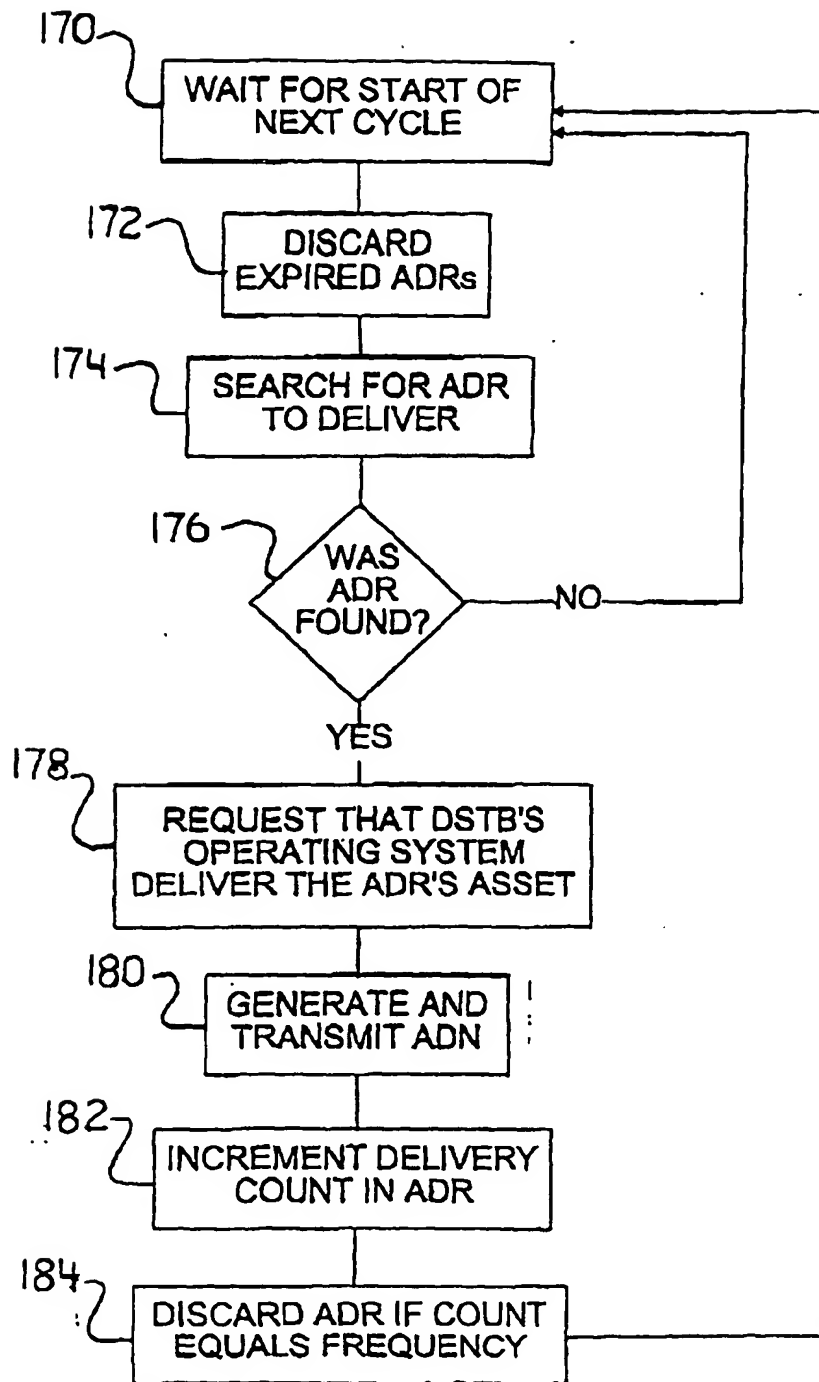 170
WAIT FOR START OF
NEXT CYCLE
172
DISCARD
EXPIRED ADRs
174
SEARCH FOR ADR
TO DELIVER
176
WAS
ADR
FOUND?
NO
YES
178
REQUEST THAT DSTB'S
OPERATING SYSTEM
DELIVER THE ADR'S ASSET
180
GENERATE AND
TRANSMIT ADN
182
INCREMENT DELIVERY
COUNT IN ADR
184
DISCARD ADR IF COUNT
EQUALS FREQUENCY